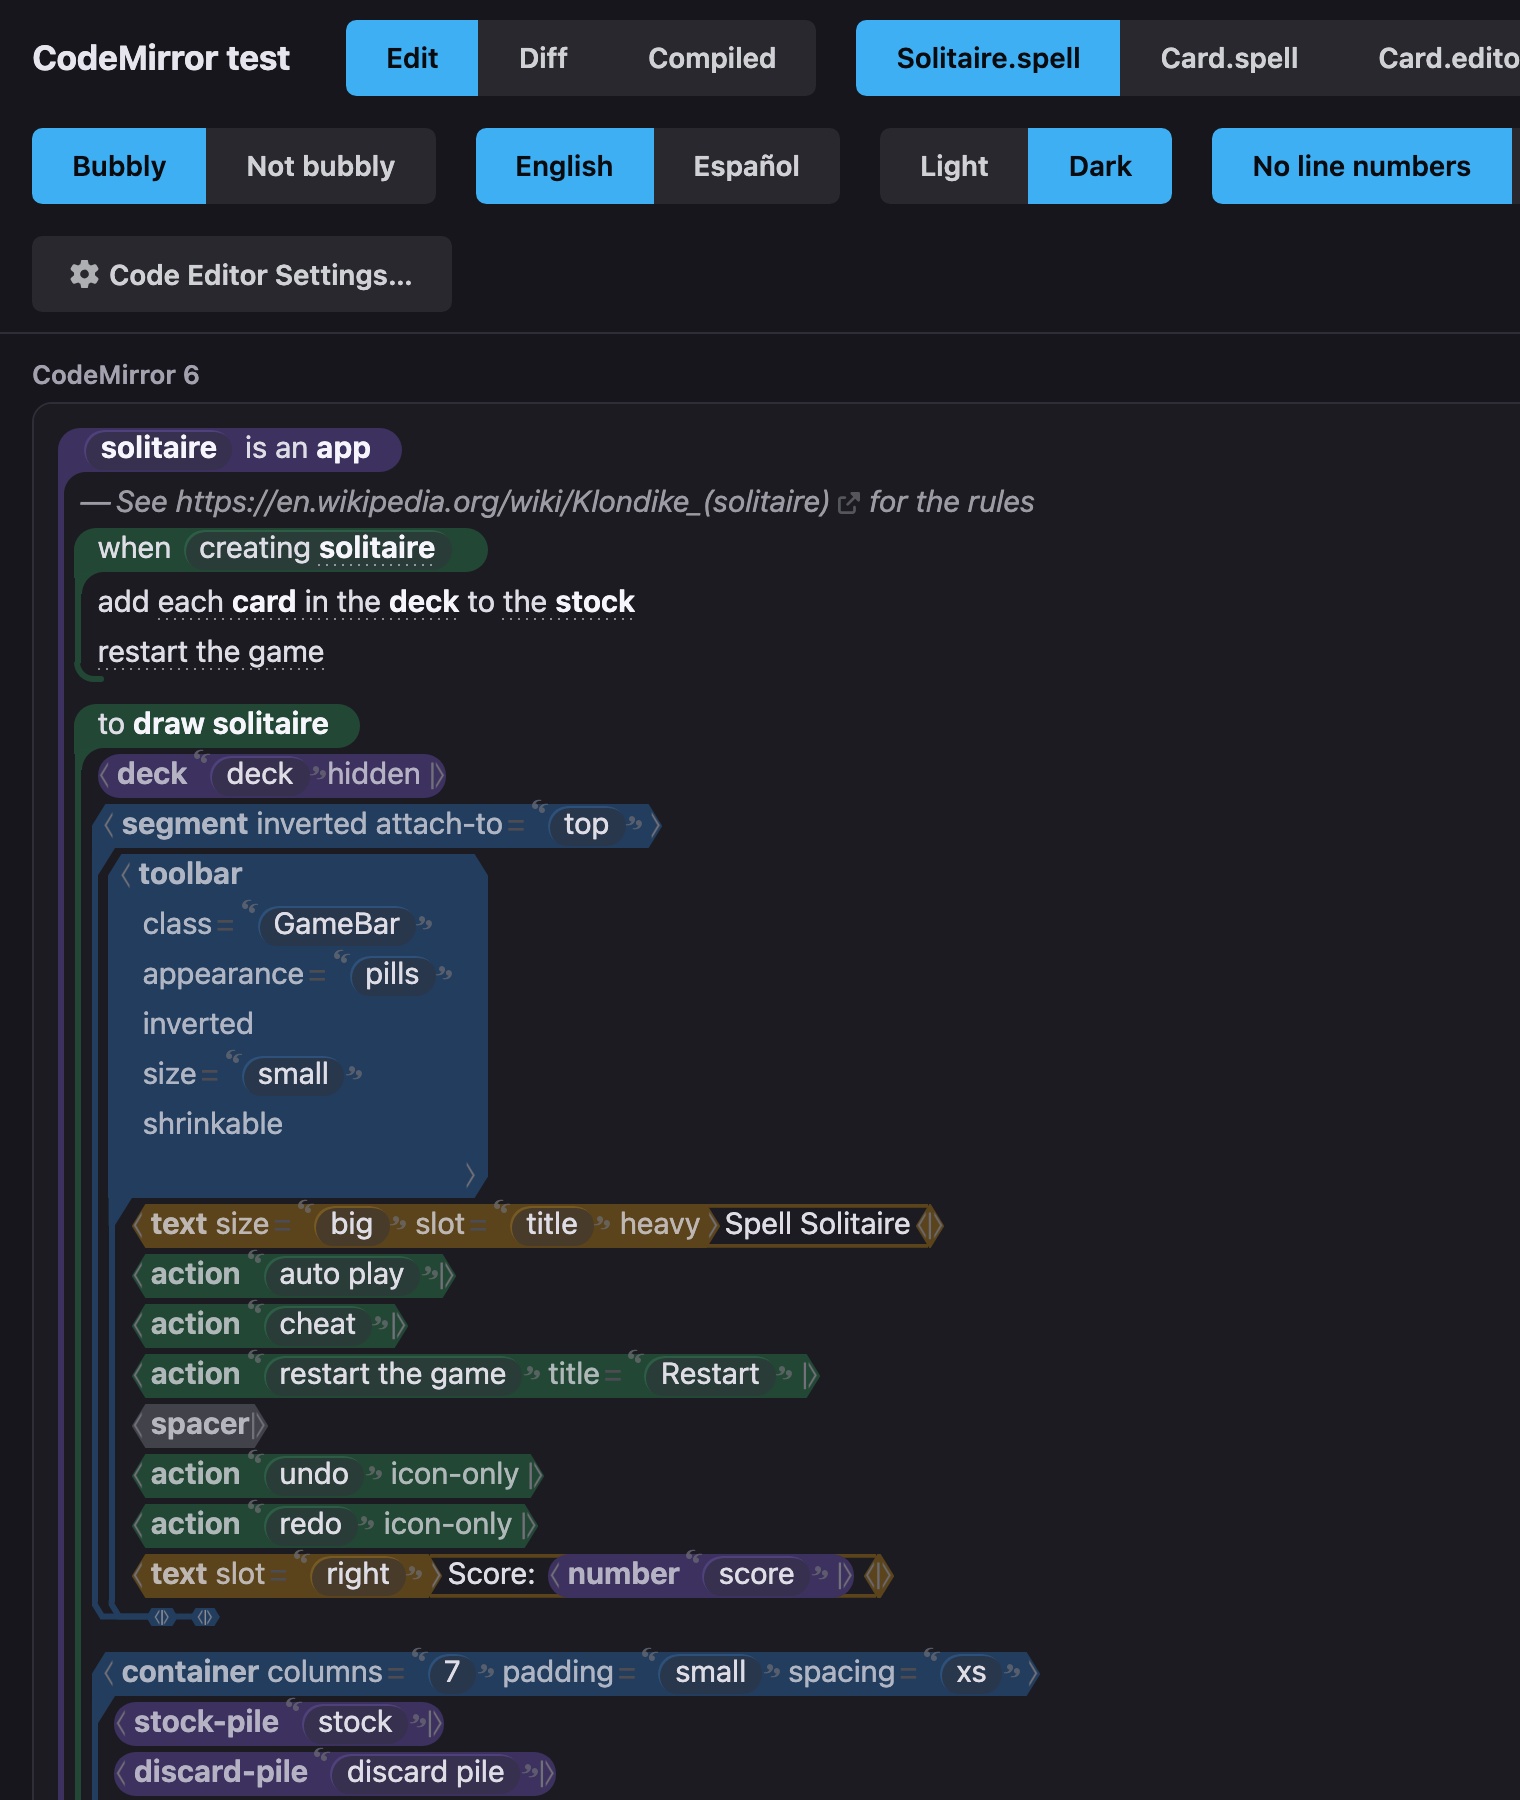 CodeMirror test Edit Diff Compiled Solitaire.spell Card.spell Card.edito
Bubbly Not bubbly English Español Light Dark No line numbers
Code Editor Settings...
CodeMirror 6
solitaire is an app
— See https://en.wikipedia.org/wiki/Klondike_(solitaire) for the rules
when creating solitaire
add each card in the deck to the stock
restart the game
to draw solitaire
⟨deck “deck” hidden|⟩
⟨segment inverted attach-to=“top”⟩
⟨toolbar
class=“GameBar”
appearance=“pills”
inverted
size=“small”
shrinkable
⟩
⟨text size=“big” slot=“title” heavy⟩Spell Solitaire⟨|⟩
⟨action “auto play”|⟩
⟨action “cheat”|⟩
⟨action “restart the game” title=“Restart” |⟩
⟨spacer|⟩
⟨action “undo” icon-only |⟩
⟨action “redo” icon-only |⟩
⟨text slot=“right”⟩Score: ⟨number “score” |⟩⟨|⟩
⟨|⟩ ⟨|⟩
⟨container columns=“7” padding=“small” spacing=“xs”⟩
⟨stock-pile “stock”|⟩
⟨discard-pile “discard pile”|⟩